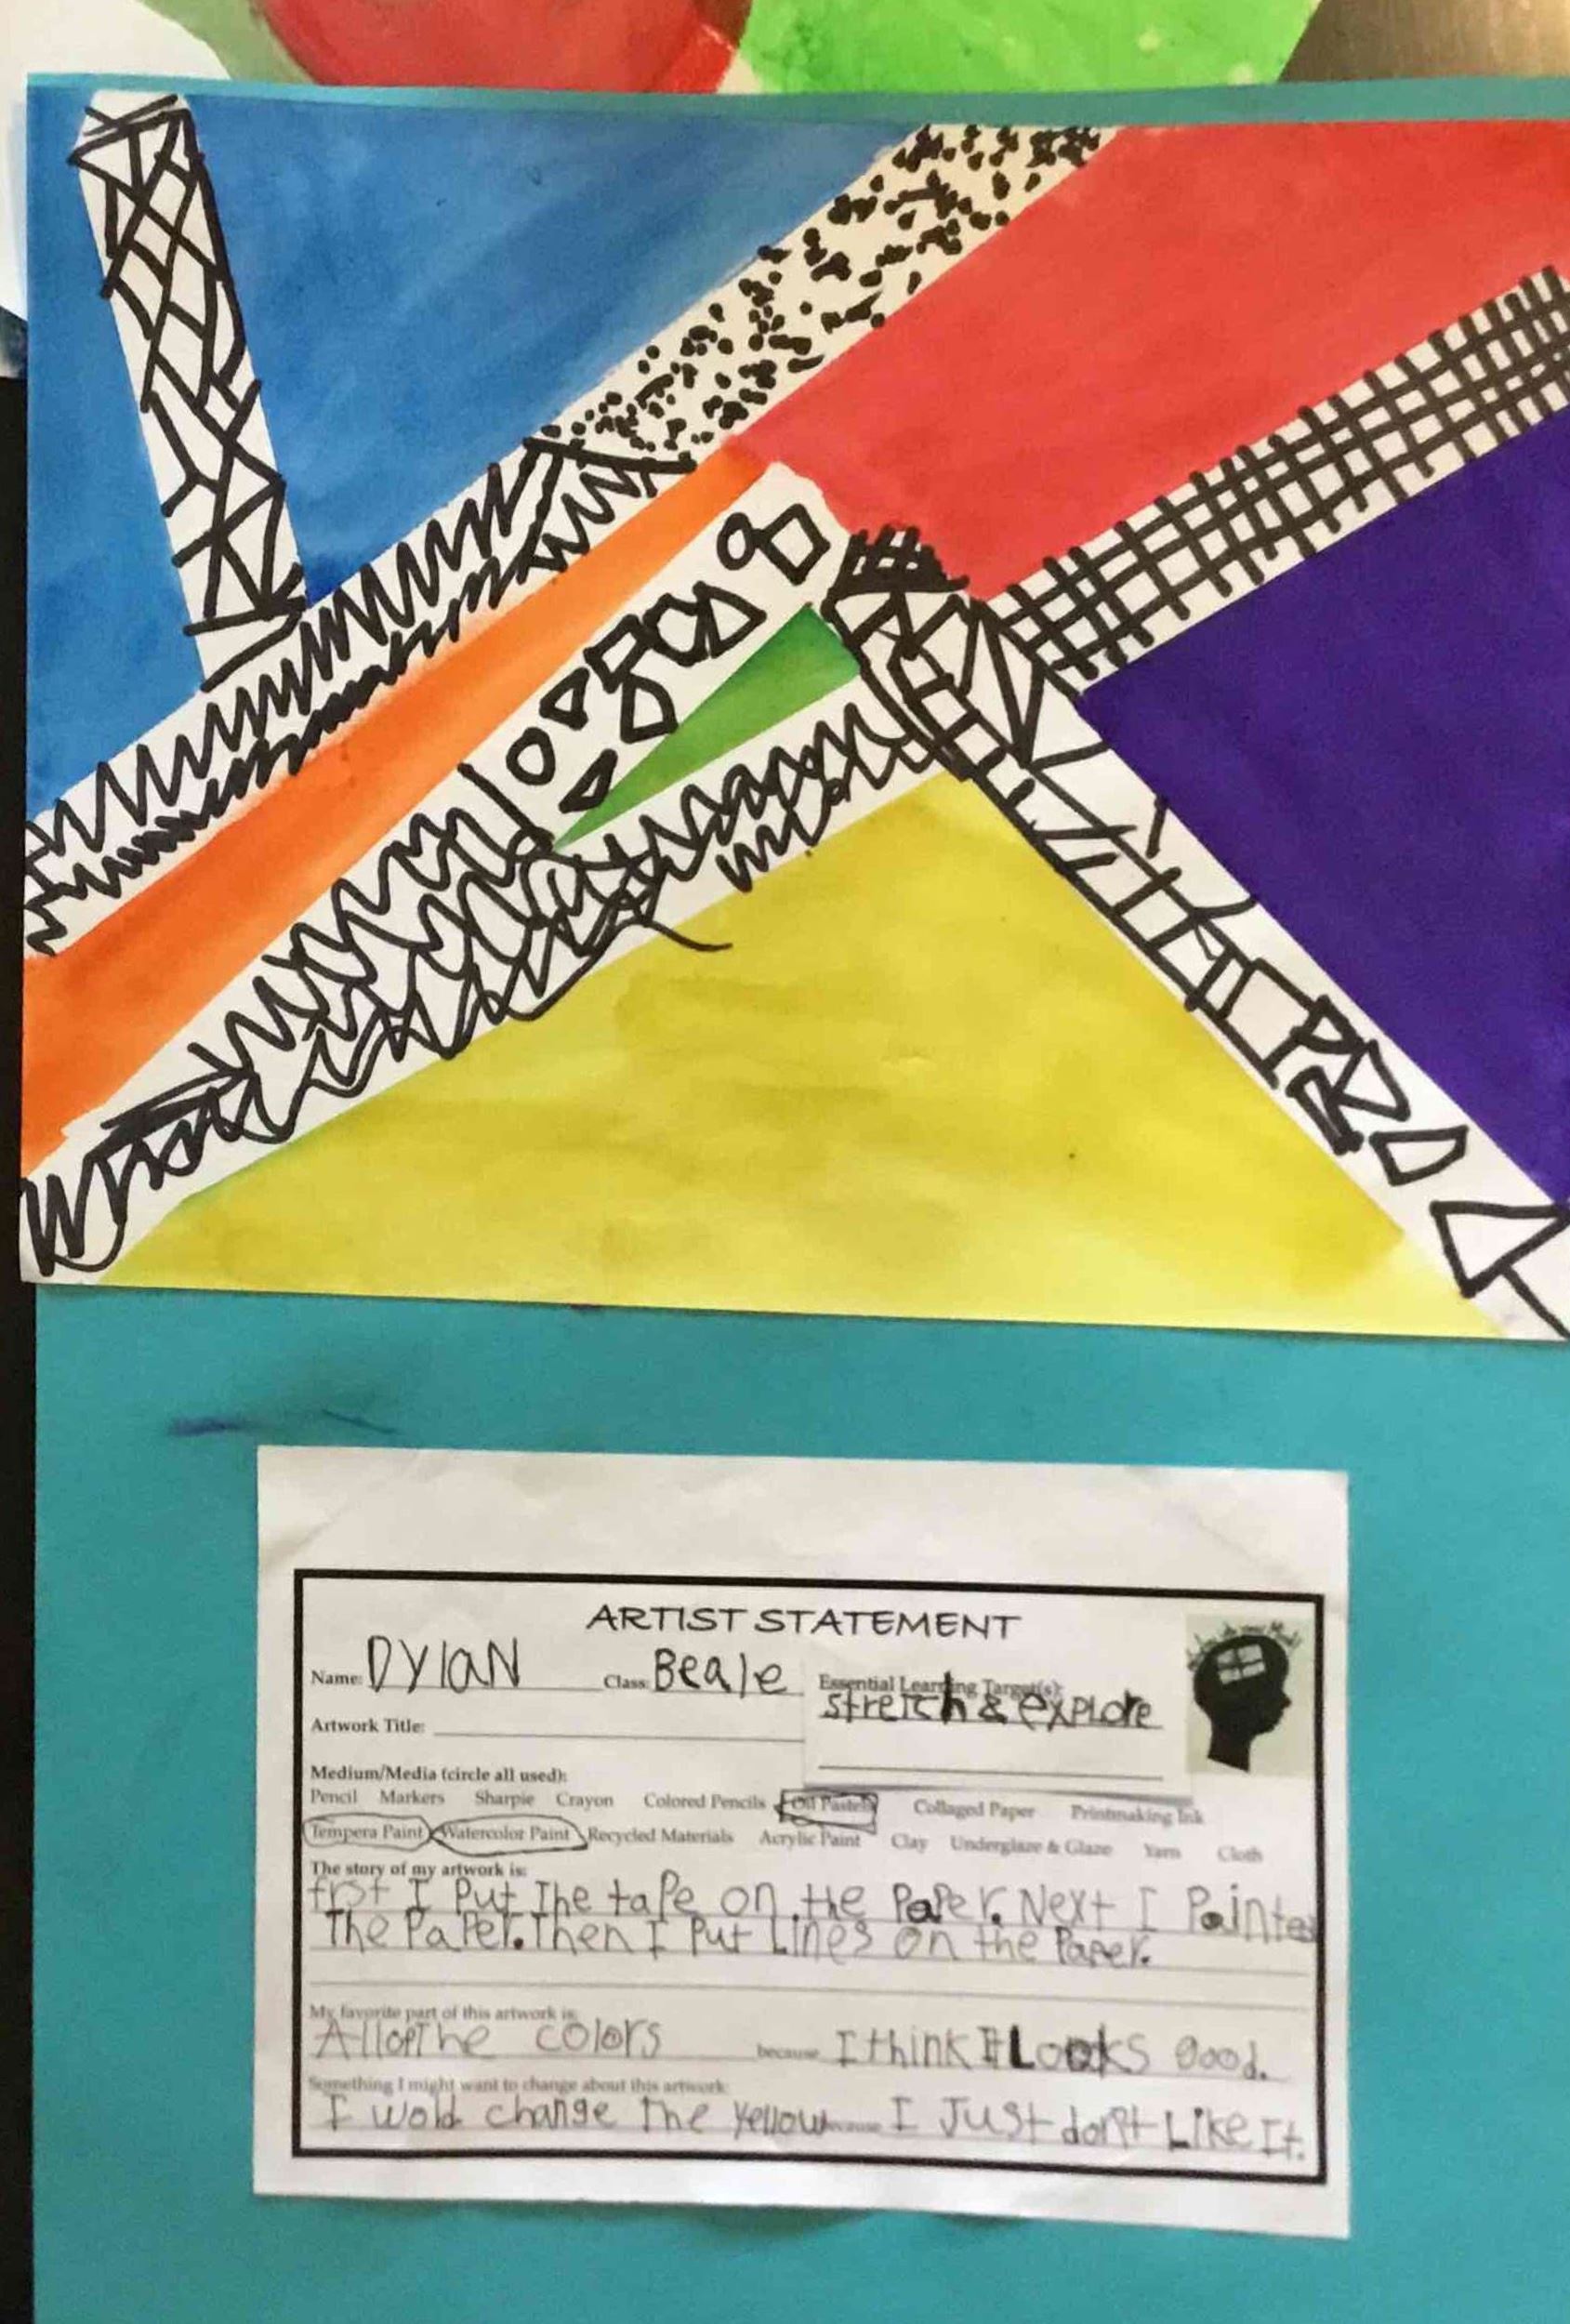 ARTIST STATEMENT
Name: DYlaN Class: Beale Essential Learning Target(s):
stretch & exPlore
Artwork Title:
Medium/Media (circle all used):
Pencil Markers Sharpie Crayon Colored Pencils Oil Pastels Collaged Paper Printmaking Ink
Tempera Paint Watercolor Paint Recycled Materials Acrylic Paint Clay Underglaze & Glaze Yarn Cloth
The story of my artwork is:
frst I Put The taPe on the PaPer. Next I Painted
The PaPer. Then I Put Lines on the Paper.
My favorite part of this artwork is:
All of The colors because I think It Looks good.
Something I might want to change about this artwork:
I wold change The yellow because I Just don't Like It.